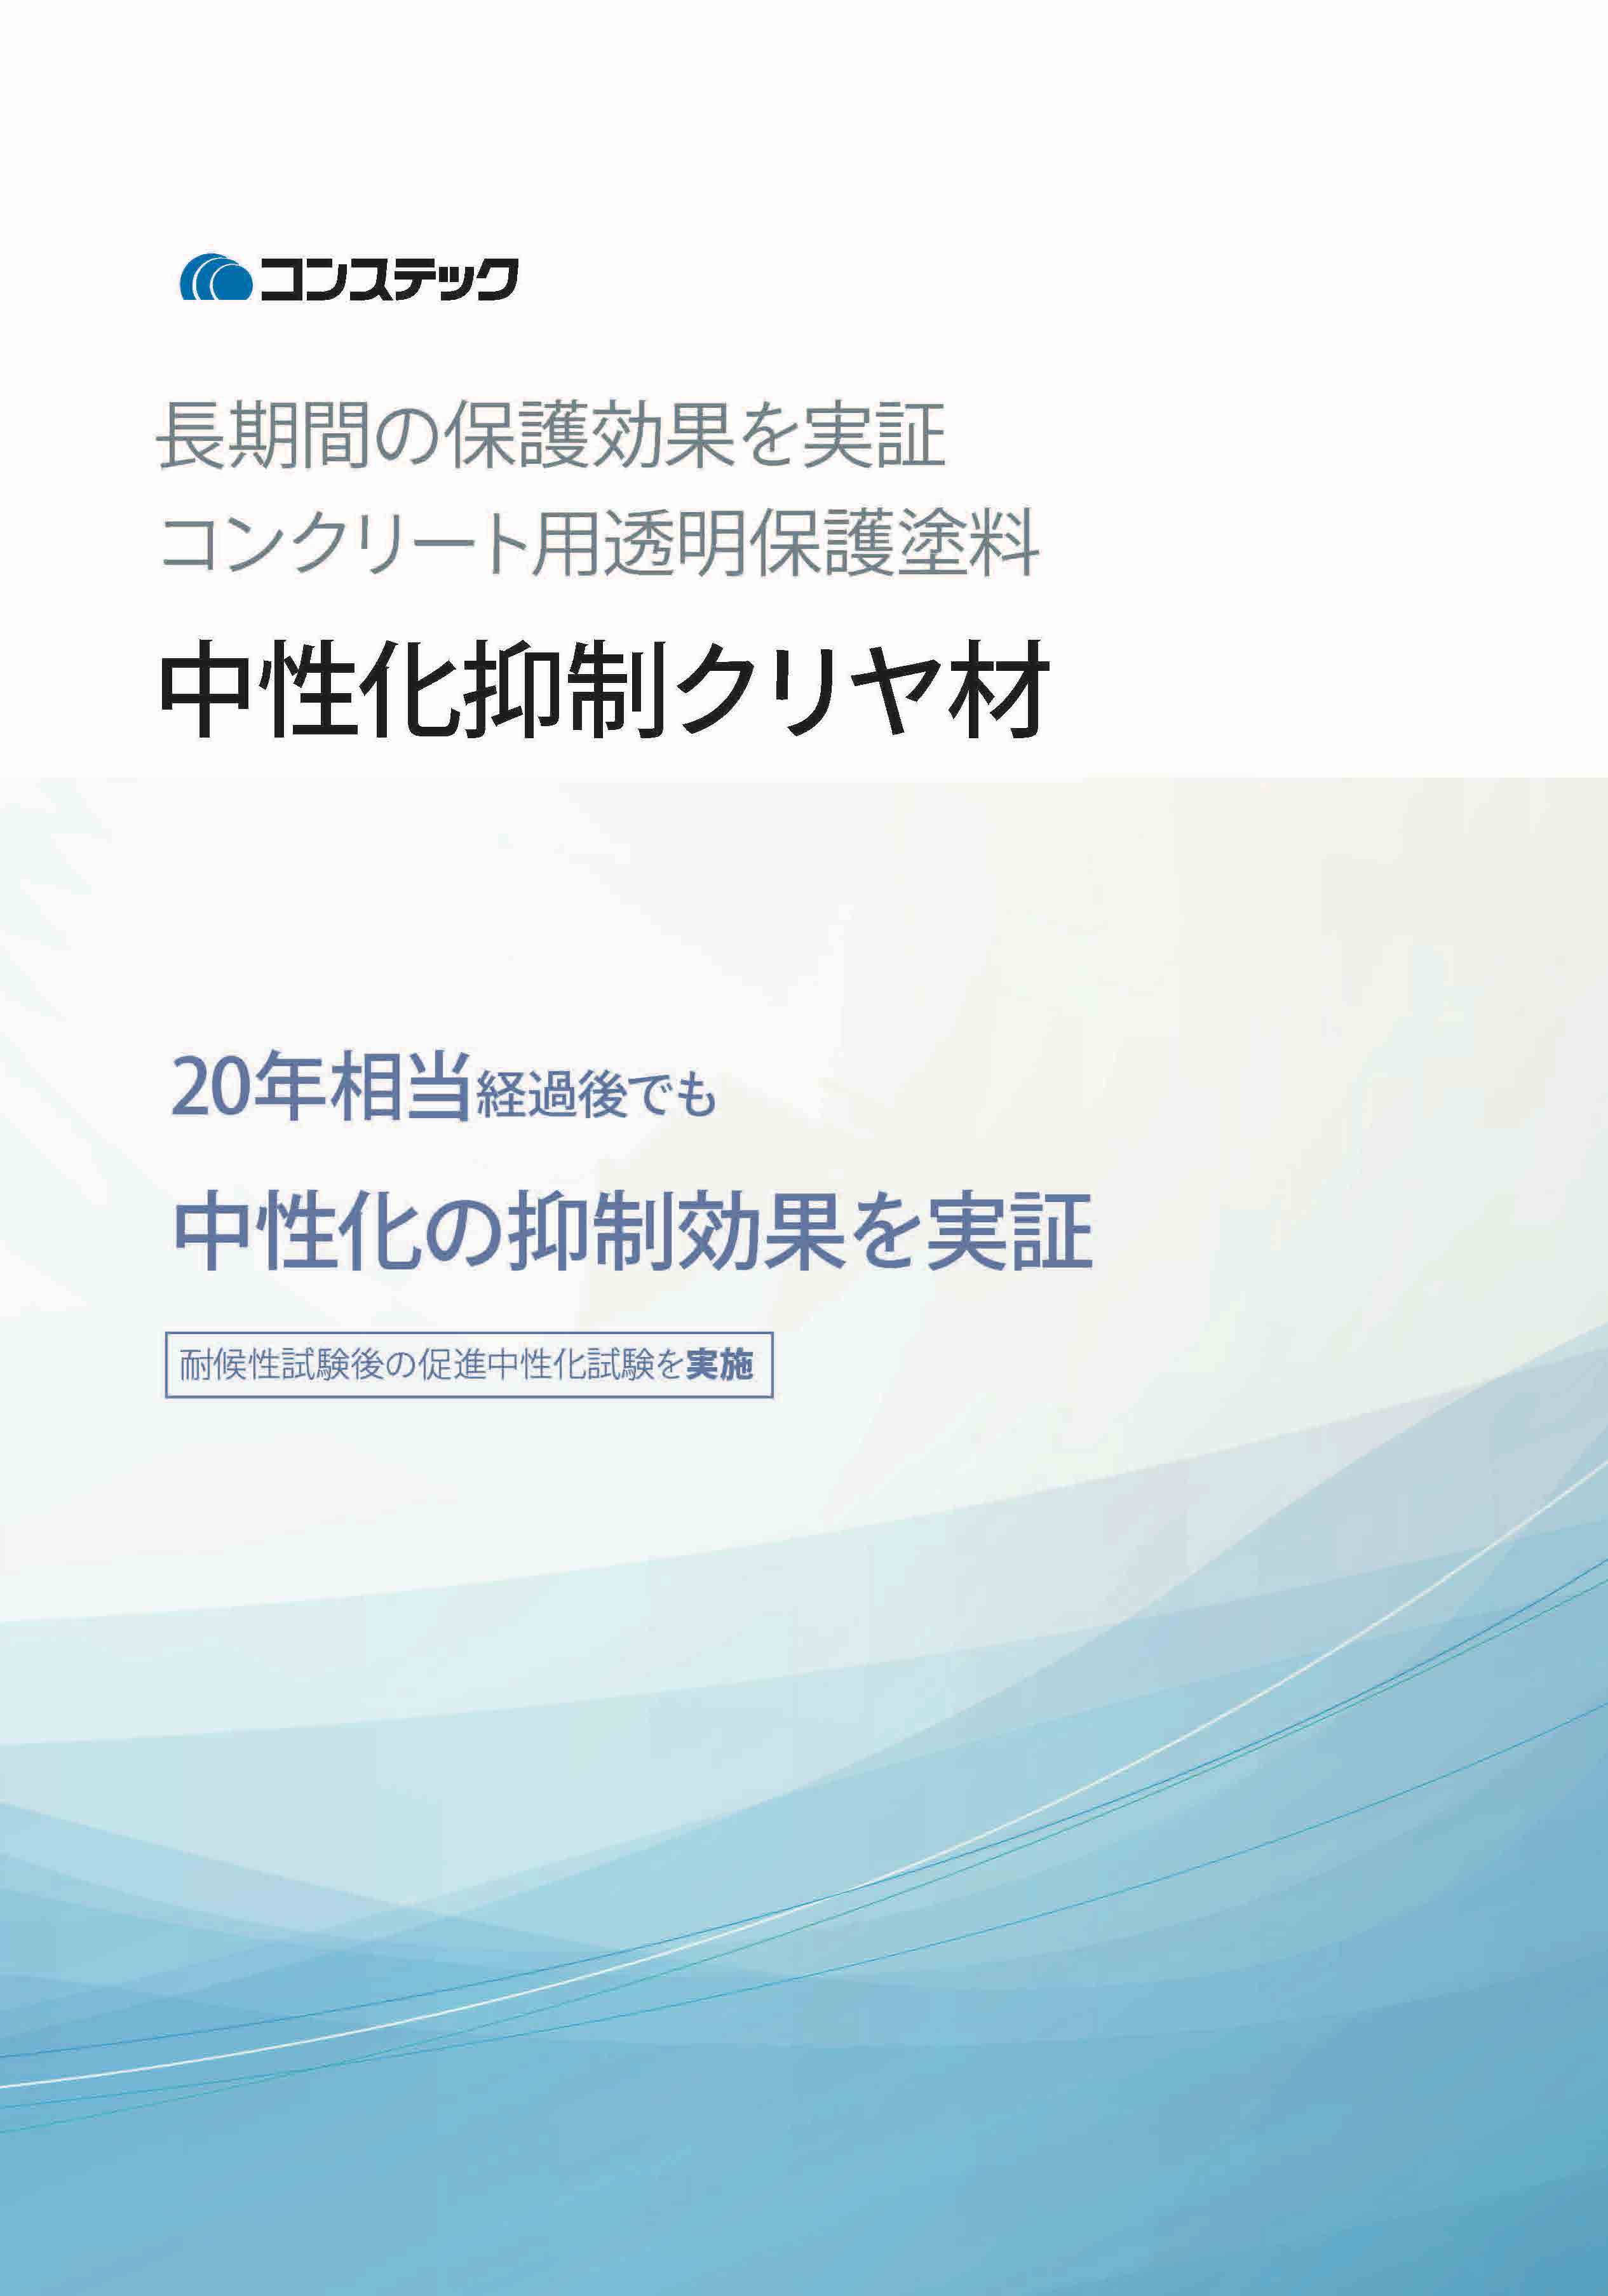 コンステック
長期間の保護効果を実証
コンクリート用透明保護塗料
中性化抑制クリヤ材
20年相当経過後でも
中性化の抑制効果を実証
耐候性試験後の促進中性化試験を実施